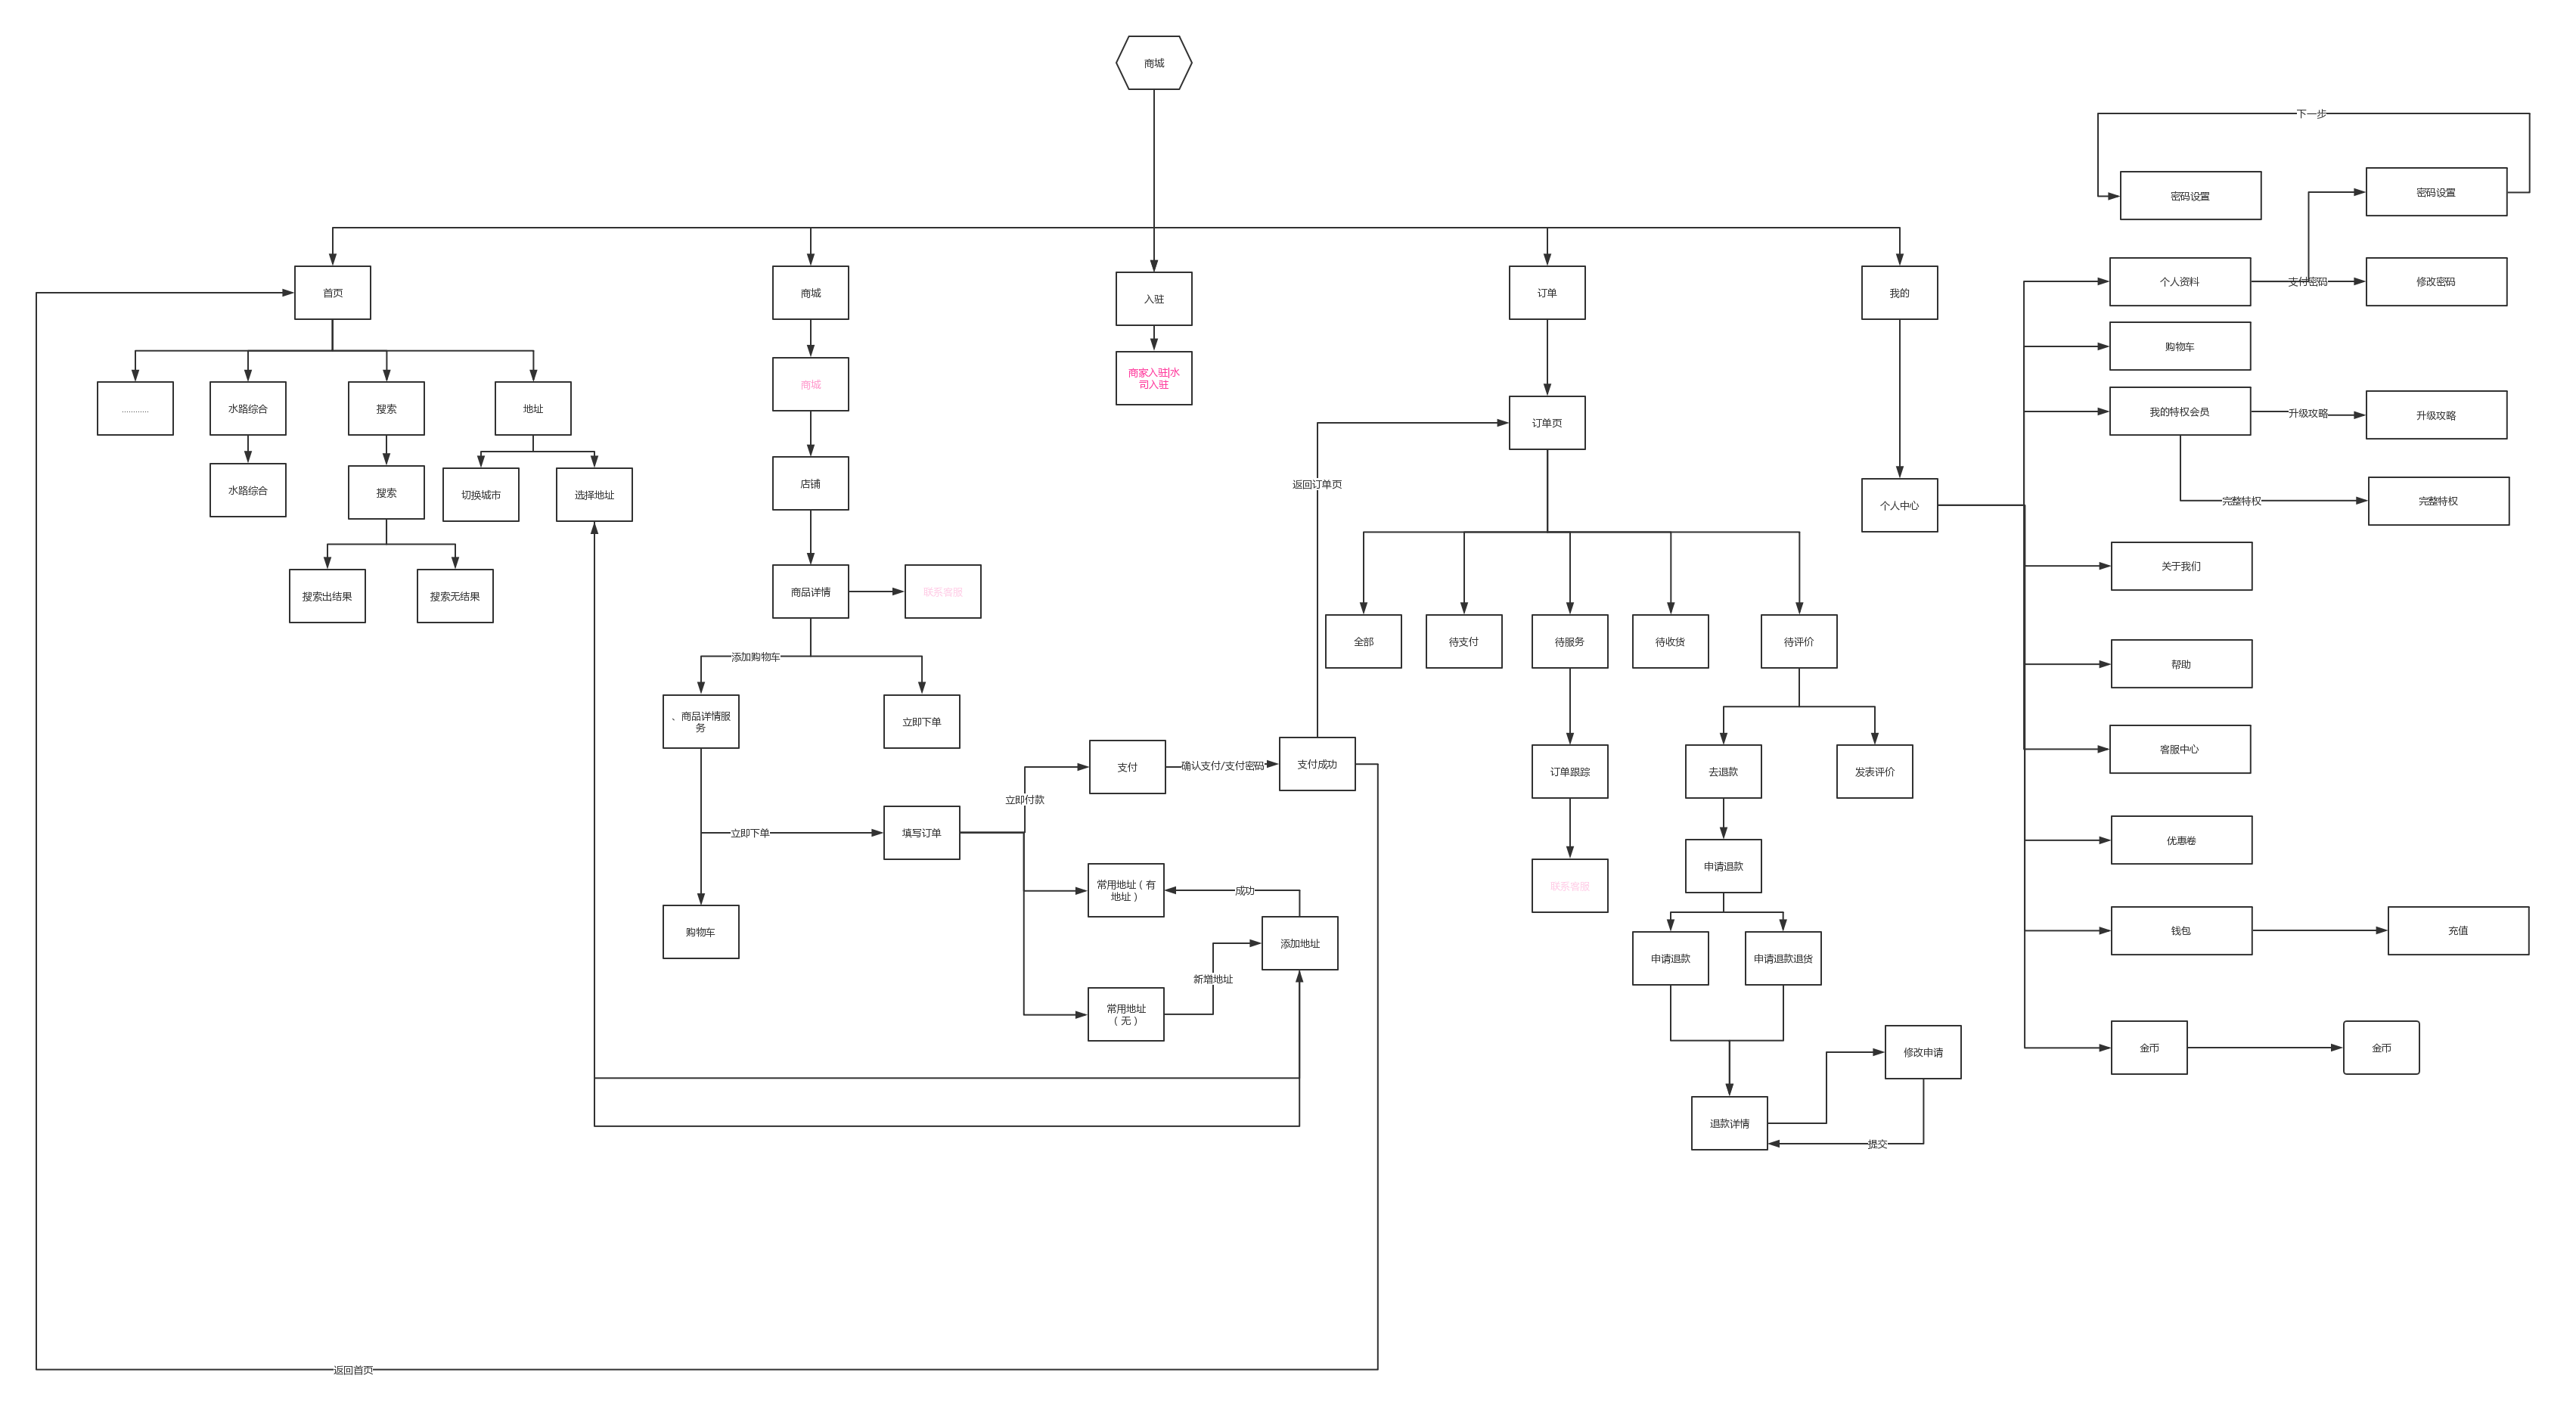 商城
下一步
密码设置
密码设置
首页
商城
入驻
订单
我的
个人资料
支付密码
修改密码
购物车
商城
商家入驻|水
司入驻
…………
水路综合
搜索
地址
订单页
我的特权会员
升级攻略
升级攻略
水路综合
搜索
切换城市
选择地址
店铺
返回订单页
个人中心
完整特权
完整特权
搜索出结果
搜索无结果
商品详情
联系客服
关于我们
全部
待支付
待服务
待收货
待评价
帮助
添加购物车
、商品详情服
务
立即下单
客服中心
支付
确认支付/支付密码
支付成功
订单跟踪
去退款
发表评价
立即付款
立即下单
填写订单
优惠卷
申请退款
联系客服
常用地址（有
地址）
成功
购物车
添加地址
申请退款
申请退款退货
钱包
充值
新增地址
常用地址
（无）
修改申请
金币
金币
退款详情
提交
返回首页